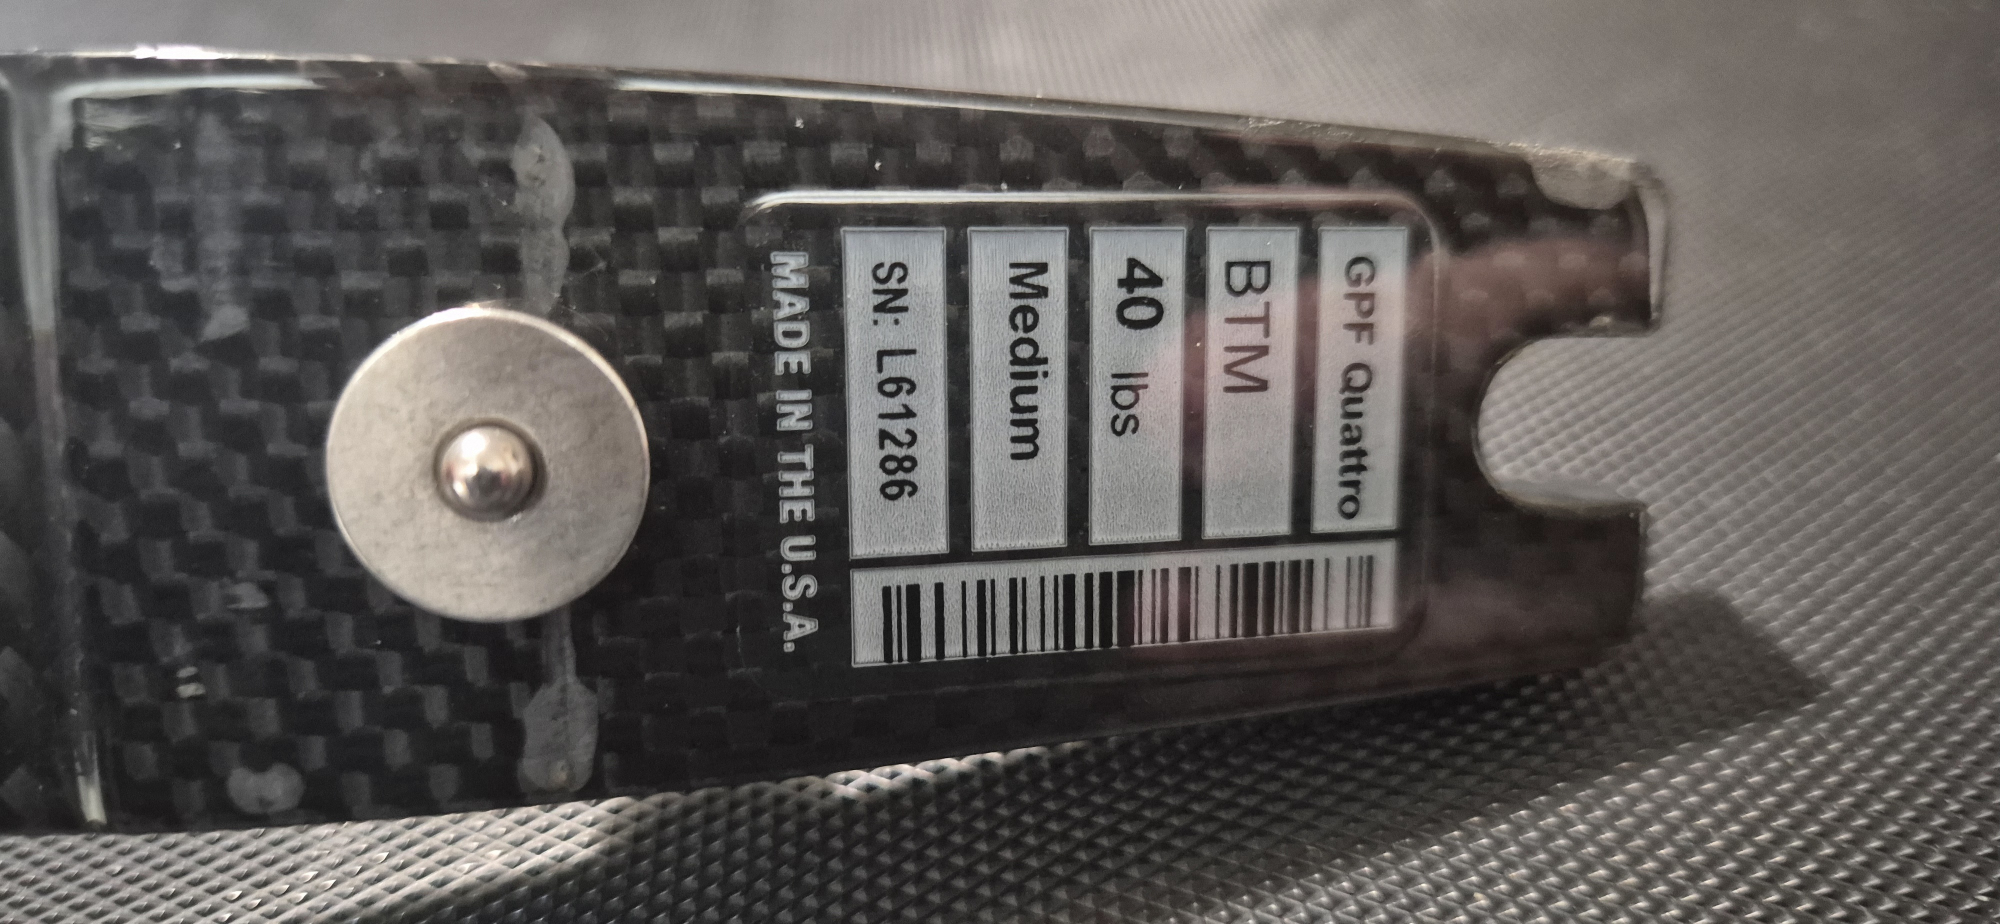 GPF Quattro
BTM
40 lbs
Medium
SN: L61286
MADE IN THE U.S.A.